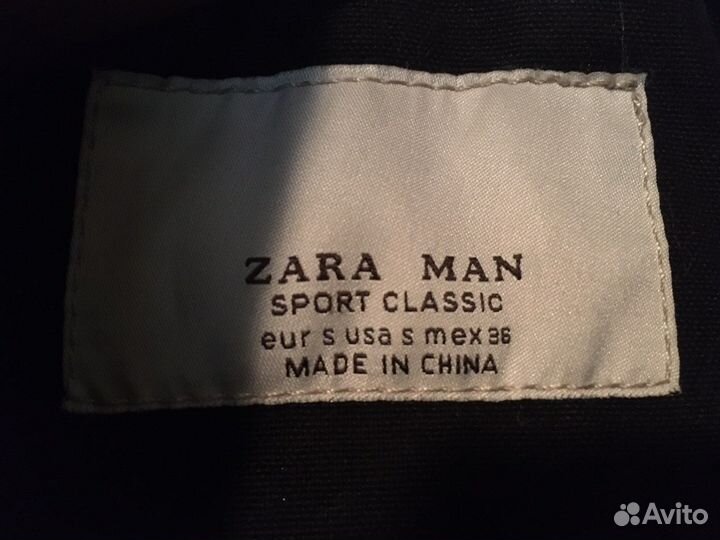 ZARA MAN
SPORT CLASSIC
eur s usa s mex 36
MADE IN CHINA
Avito